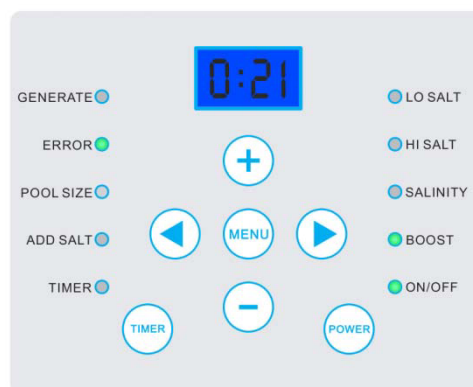 0:21
GENERATE
LO SALT
ERROR
HI SALT
POOL SIZE
SALINITY
ADD SALT
MENU
BOOST
TIMER
ON/OFF
TIMER
POWER